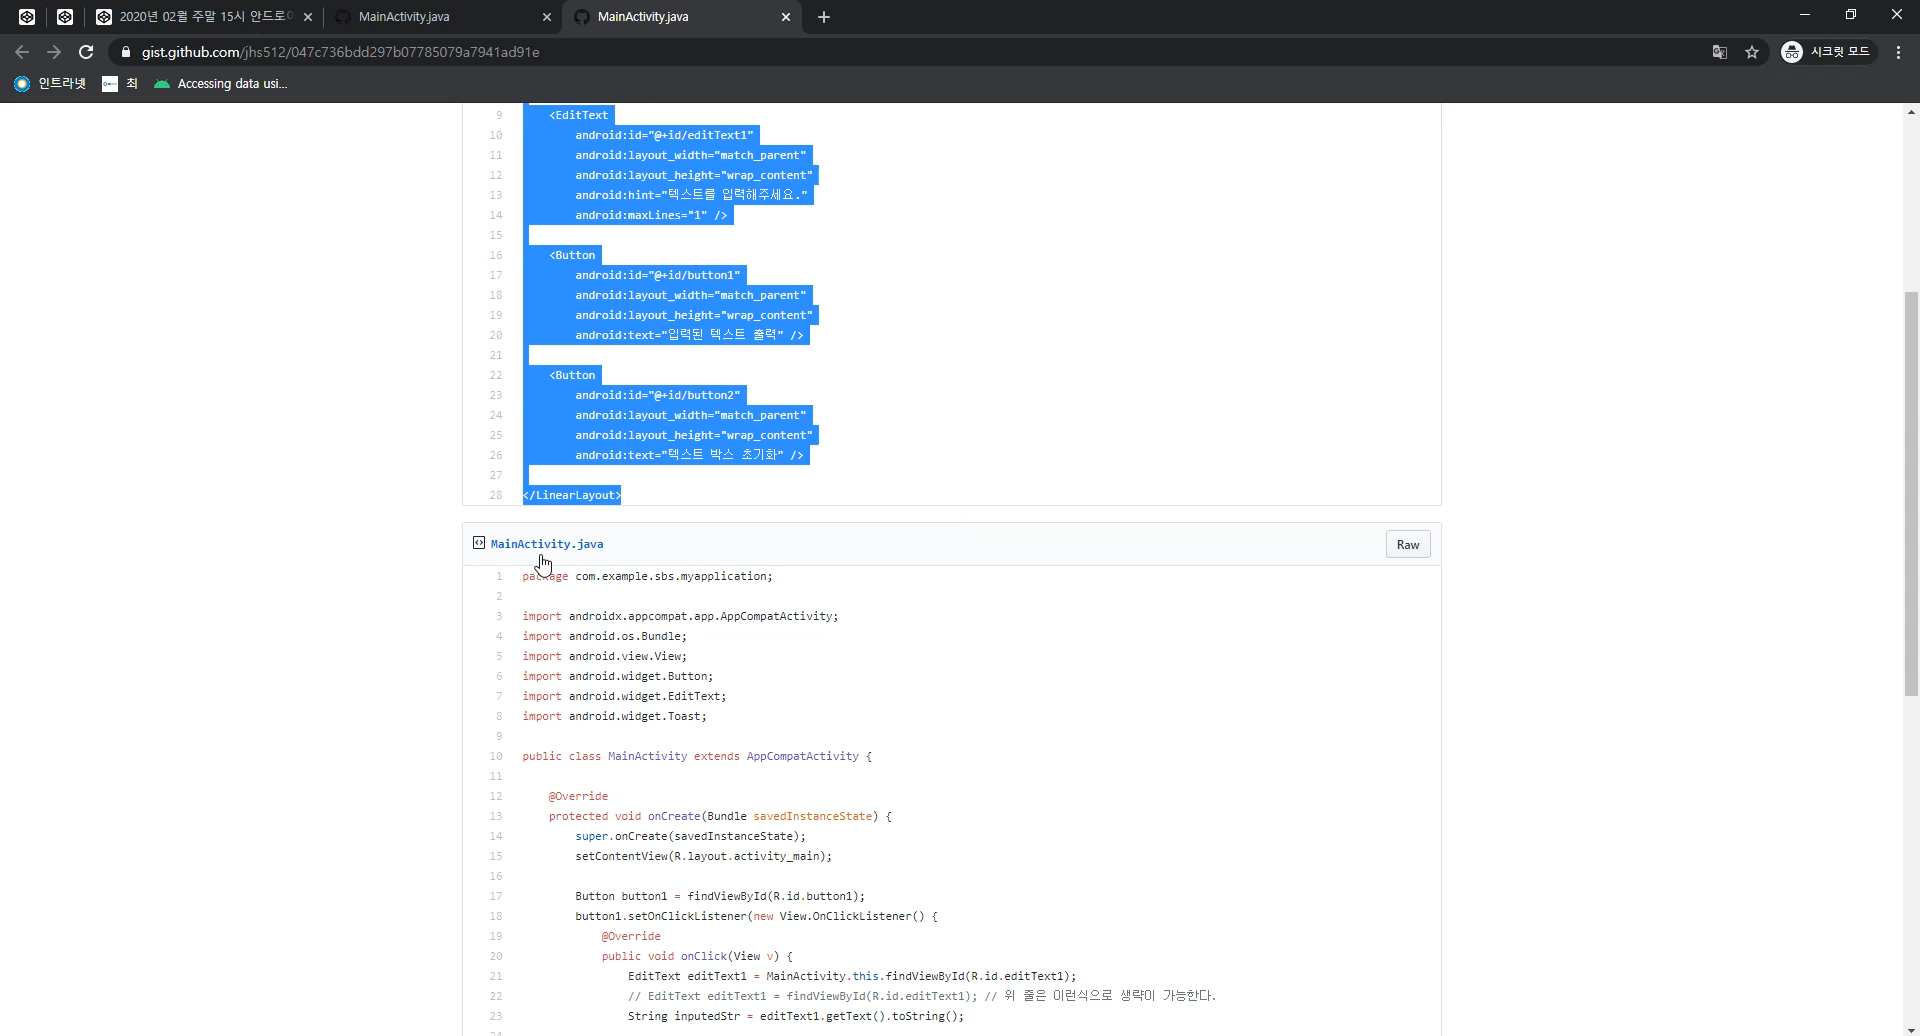 2020년 02월 주말 15시 안드로이
MainActivity.java
MainActivity.java
gist.github.com/jhs512/047c736bdd297b07785079a7941ad91e
시크릿 모드
인트라넷
최
Accessing data usi...
9 <EditText
10 android:id="@+id/editText1"
11 android:layout_width="match_parent"
12 android:layout_height="wrap_content"
13 android:hint="텍스트를 입력해주세요."
14 android:maxLines="1" />
15
16 <Button
17 android:id="@+id/button1"
18 android:layout_width="match_parent"
19 android:layout_height="wrap_content"
20 android:text="입력된 텍스트 출력" />
21
22 <Button
23 android:id="@+id/button2"
24 android:layout_width="match_parent"
25 android:layout_height="wrap_content"
26 android:text="텍스트 박스 초기화" />
27
28 </LinearLayout>
MainActivity.java
Raw
1 package com.example.sbs.myapplication;
2
3 import androidx.appcompat.app.AppCompatActivity;
4 import android.os.Bundle;
5 import android.view.View;
6 import android.widget.Button;
7 import android.widget.EditText;
8 import android.widget.Toast;
9
10 public class MainActivity extends AppCompatActivity {
11
12 @Override
13 protected void onCreate(Bundle savedInstanceState) {
14 super.onCreate(savedInstanceState);
15 setContentView(R.layout.activity_main);
16
17 Button button1 = findViewById(R.id.button1);
18 button1.setOnClickListener(new View.OnClickListener() {
19 @Override
20 public void onClick(View v) {
21 EditText editText1 = MainActivity.this.findViewById(R.id.editText1);
22 // EditText editText1 = findViewById(R.id.editText1); // 위 줄은 이런식으로 생략이 가능한다.
23 String inputedStr = editText1.getText().toString();
24